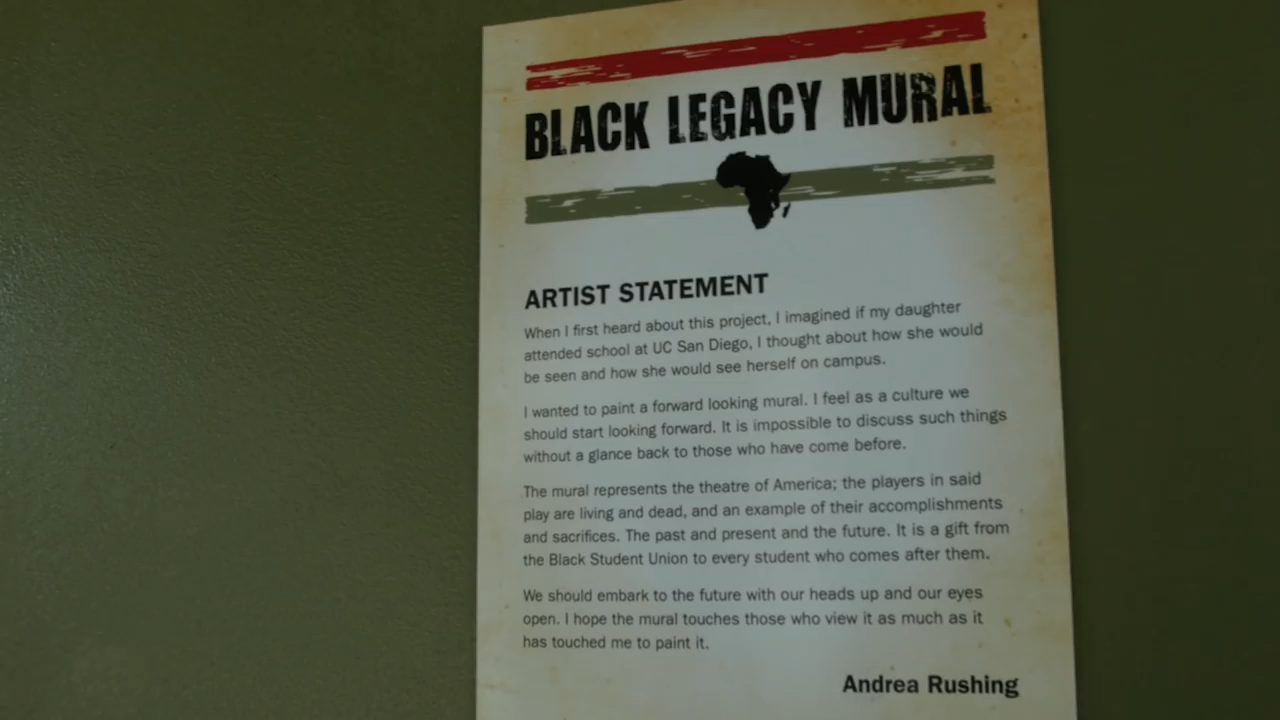 BLACK LEGACY MURAL
ARTIST STATEMENT
When I first heard about this project, I imagined if my daughter
attended school at UC San Diego, I thought about how she would
be seen and how she would see herself on campus.
I wanted to paint a forward looking mural. I feel as a culture we
should start looking forward. It is impossible to discuss such things
without a glance back to those who have come before.
The mural represents the theatre of America; the players in said
play are living and dead, and an example of their accomplishments
and sacrifices. The past and present and the future. It is a gift from
the Black Student Union to every student who comes after them.
We should embark to the future with our heads up and our eyes
open. I hope the mural touches those who view it as much as it
has touched me to paint it.
Andrea Rushing